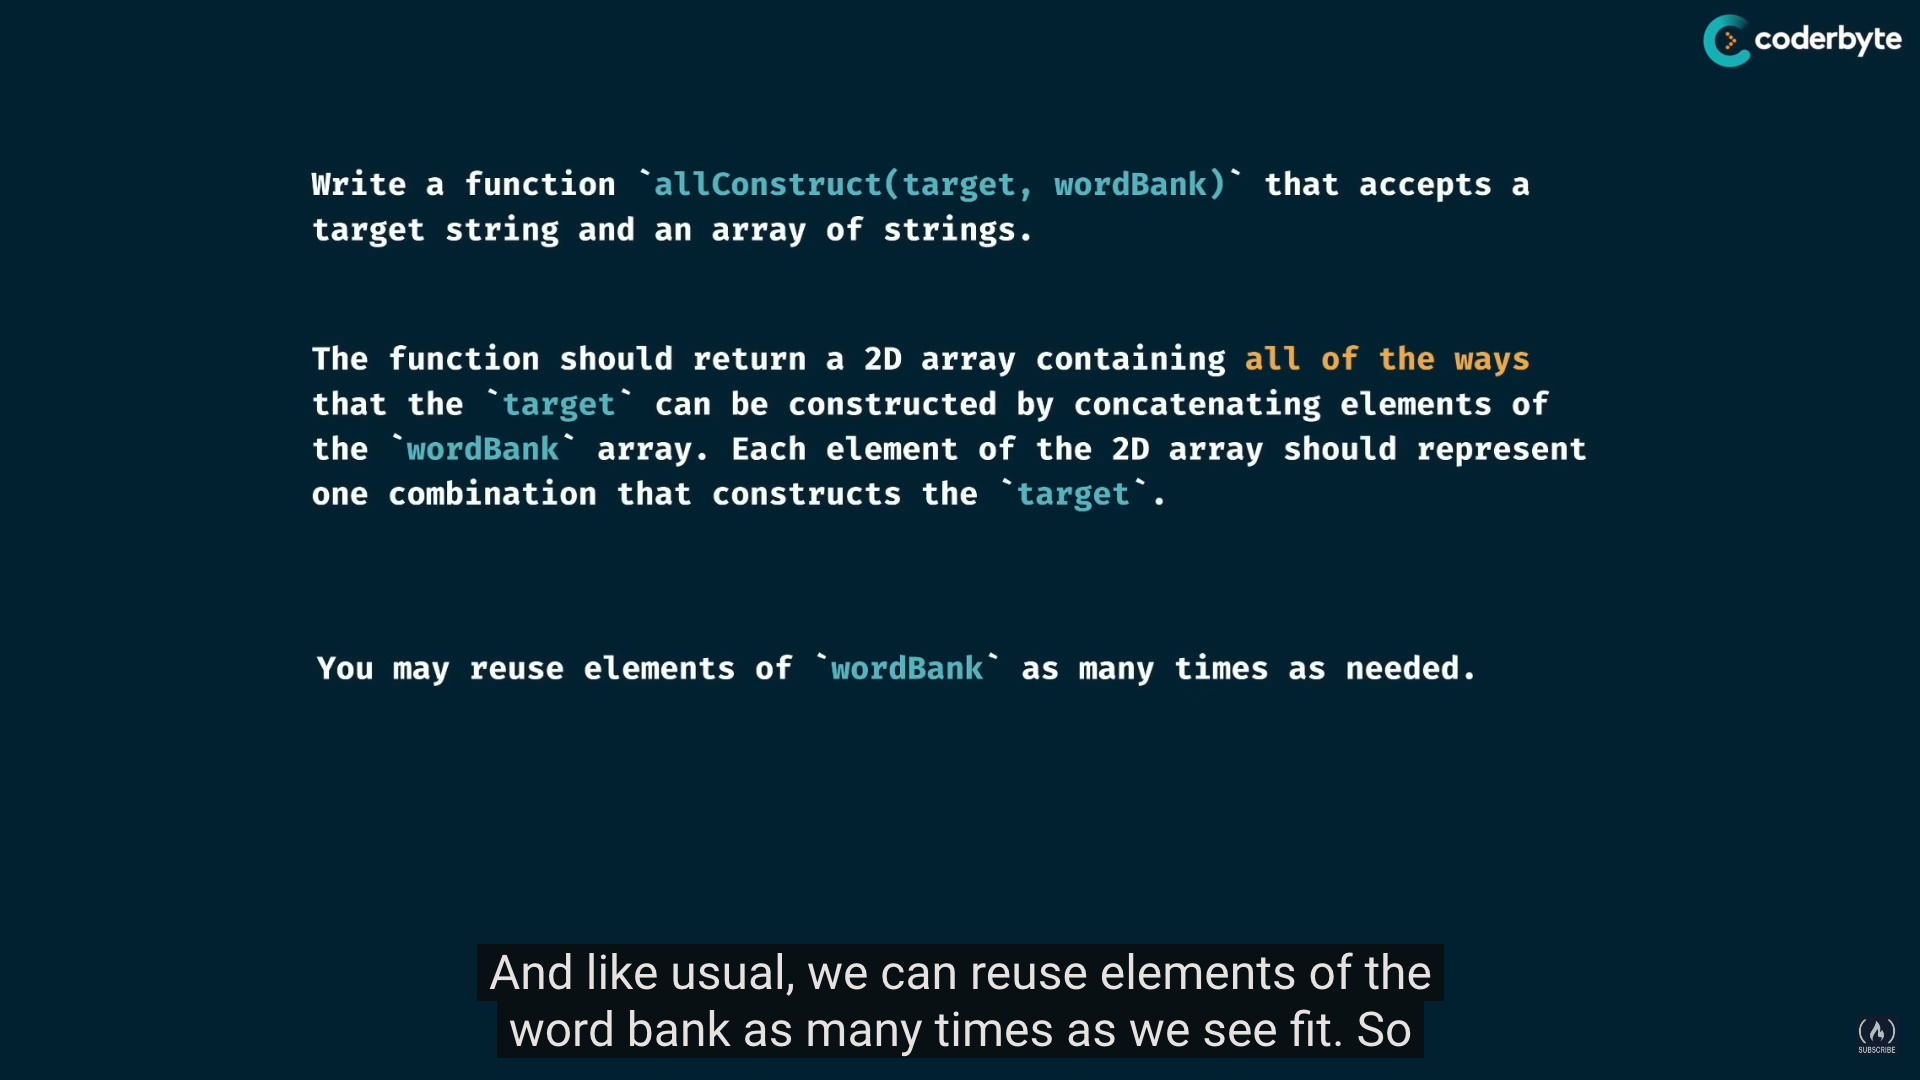 coderbyte
Write a function `allConstruct(target, wordBank)` that accepts a
target string and an array of strings.
The function should return a 2D array containing all of the ways
that the `target` can be constructed by concatenating elements of
the `wordBank` array. Each element of the 2D array should represent
one combination that constructs the `target`.
You may reuse elements of `wordBank` as many times as needed.
And like usual, we can reuse elements of the
word bank as many times as we see fit. So
SUBSCRIBE